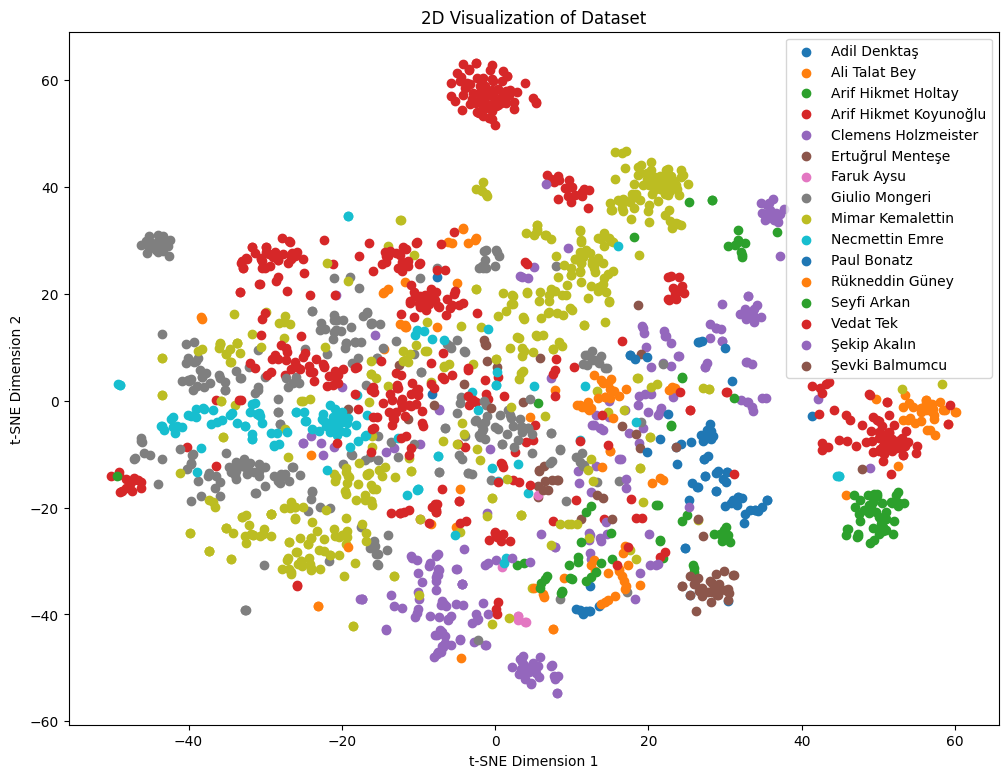 2D Visualization of Dataset
Adil Denktaş
Ali Talat Bey
Arif Hikmet Holtay
Arif Hikmet Koyunoğlu
Clemens Holzmeister
Ertuğrul Menteşe
Faruk Aysu
Giulio Mongeri
Mimar Kemalettin
Necmettin Emre
Paul Bonatz
Rükneddin Güney
Seyfi Arkan
Vedat Tek
Şekip Akalın
Şevki Balmumcu
60
40
20
0
−20
−40
−60
t-SNE Dimension 2
−40 −20 0 20 40 60
t-SNE Dimension 1